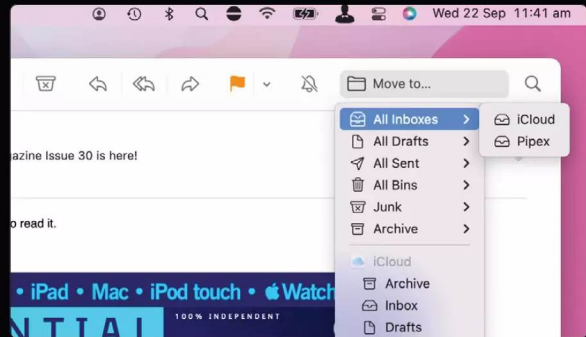 Wed 22 Sep 11:41 am
Move to...
All Inboxes
iCloud
All Drafts
Pipex
azine Issue 30 is here!
All Sent
All Bins
Junk
o read it.
Archive
iCloud
Archive
• iPad • Mac • iPod touch • Watch
Inbox
100% INDEPENDENT
NTIAL
Drafts